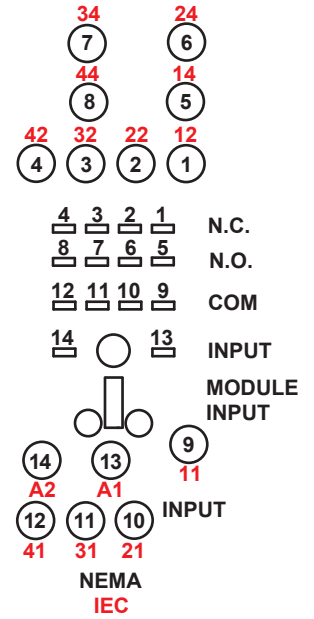 34 24
7 6
44 14
8 5
42 32 22 12
4 3 2 1
4 3 2 1 N.C.
8 7 6 5 N.O.
12 11 10 9 COM
14 13 INPUT
MODULE
INPUT
9
14 13 11
A2 A1
12 11 10 INPUT
41 31 21
NEMA
IEC